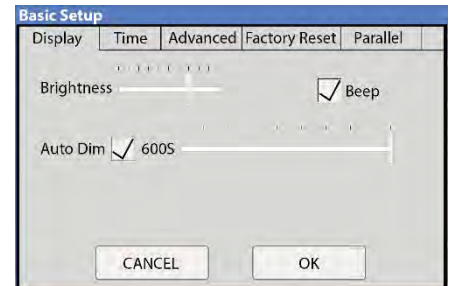 Basic Setup
Display Time Advanced Factory Reset Parallel
Brightness Beep
Auto Dim 600S
CANCEL OK